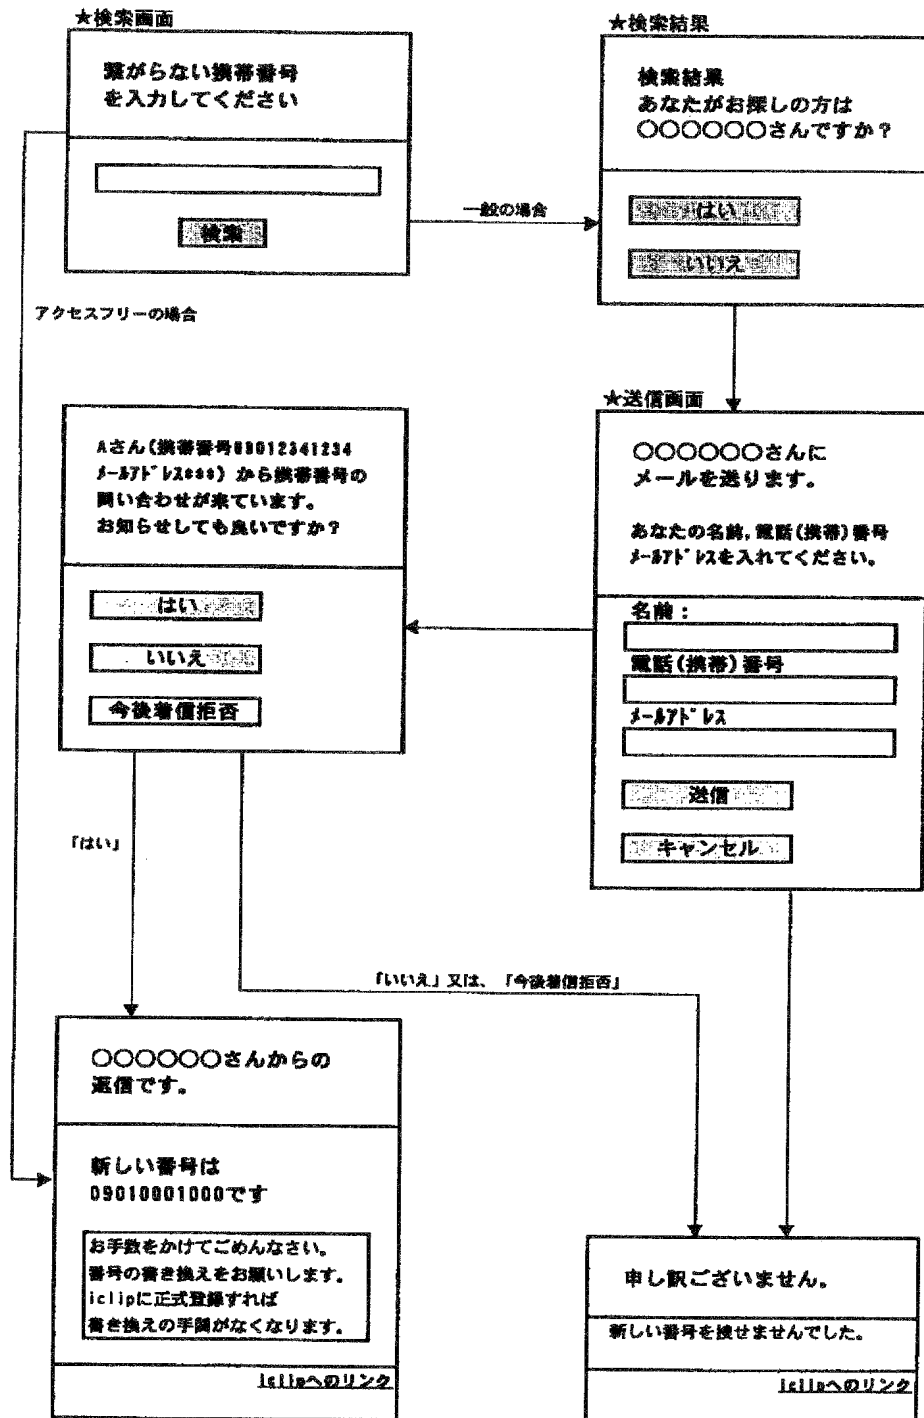 ★検索画面
繋がらない携帯番号
を入力してください
検索
一般の場合
★検索結果
検索結果
あなたがお探しの方は
○○○○○○さんですか？
はい
いいえ
アクセスフリーの場合
★送信画面
○○○○○○さんに
メールを送ります。
あなたの名前,電話(携帯)番号
メールアドレスを入れてください。
名前：
電話(携帯)番号
メールアドレス
送信
キャンセル
Aさん(携帯番号09012341234
メールアドレス***)から携帯番号の
問い合わせが来ています。
お知らせしても良いですか？
はい
いいえ
今後着信拒否
「はい」
「いいえ」又は、「今後着信拒否」
○○○○○○さんからの
返信です。
新しい番号は
09010001000です
お手数をかけてごめんなさい。
番号の書き換えをお願いします。
iclipに正式登録すれば
書き換えの手間がなくなります。
iclipへのリンク
申し訳ございません。
新しい番号を捜せませんでした。
iclipへのリンク